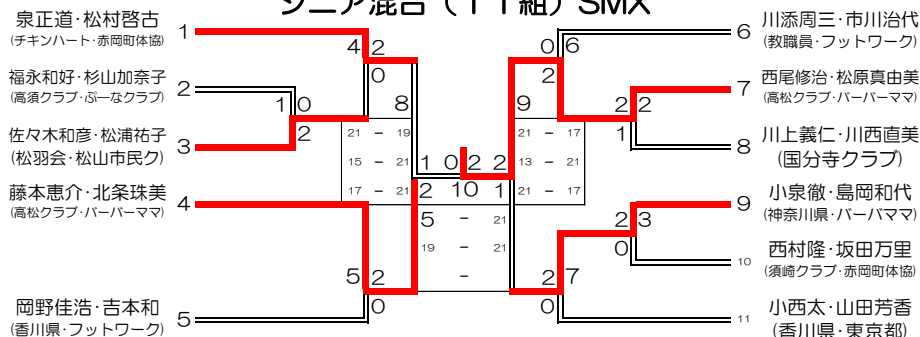 シニア混合（11組）SMX
泉正道・松村啓古
(チキンハート・赤岡町体協)
1
福永和好・杉山加奈子
(高須クラブ・ぶーなクラブ)
2
佐々木和彦・松浦祐子
(松羽会・松山市民ク)
3
藤本恵介・北条珠美
(高松クラブ・バーバーママ)
4
岡野佳浩・吉本和
(香川県・フットワーク)
5
4 2
0
1 0
2
8
21 - 19
15 - 21
17 - 21
5 2
0
1 0 2 2
2 10 1
5 - 21
19 - 21
-
0 6
2
9
21 - 17
13 - 21
21 - 17
2 2
1
2 3
0
2 7
0
6
川添周三・市川治代
(教職員・フットワーク)
7
西尾修治・松原真由美
(高松クラブ・バーバーママ)
8
川上義仁・川西直美
(国分寺クラブ)
9
小泉徹・島岡和代
(神奈川県・バーバママ)
10
西村隆・坂田万里
(須崎クラブ・赤岡町体協)
11
小西太・山田芳香
(香川県・東京都)